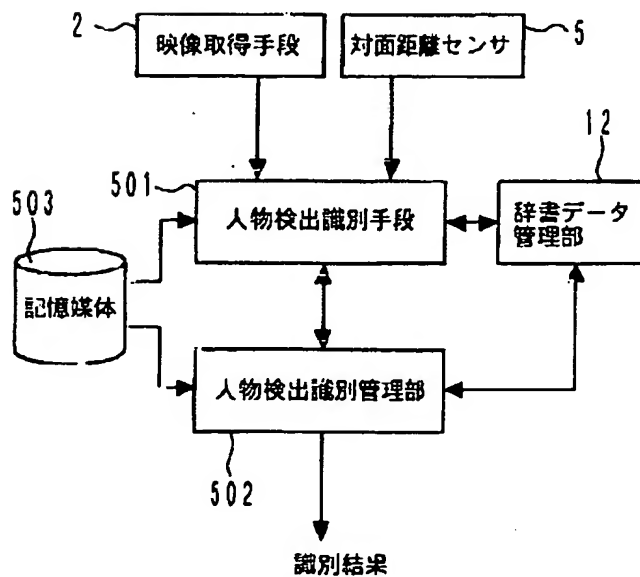 2
映像取得手段
対面距離センサ
5
501
人物検出識別手段
12
辞書データ
管理部
503
記憶媒体
人物検出識別管理部
502
識別結果